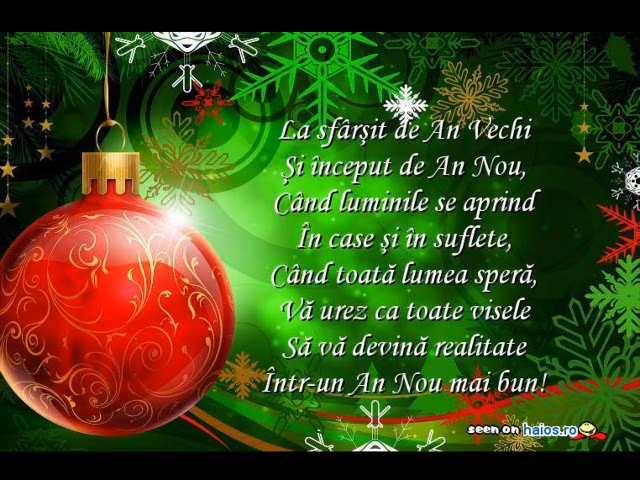 La sfârşit de An Vechi
Şi început de An Nou,
Când luminile se aprind
În case şi în suflete,
Când toată lumea speră,
Vă urez ca toate visele
Să vă devină realitate
Într-un An Nou mai bun!
seen on haios.ro